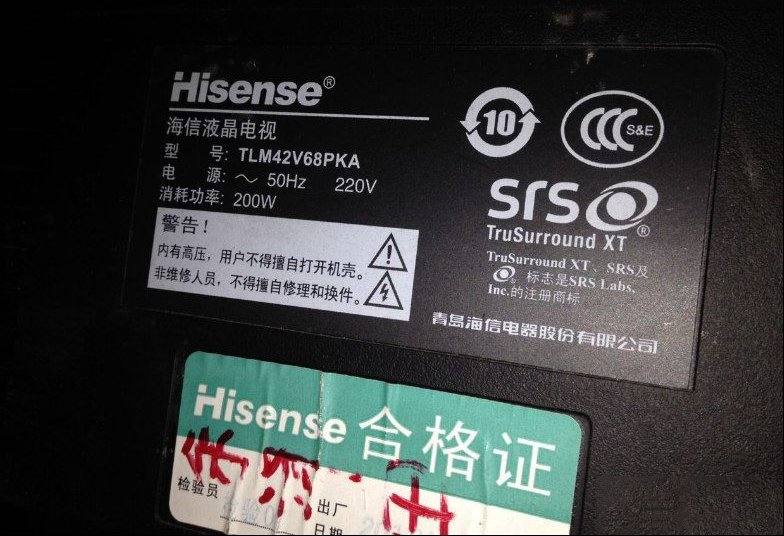 Hisense®
海信液晶电视
型 号: TLM42V68PKA
电 源: ～ 50Hz 220V
消耗功率: 200W
警告!
内有高压，用户不得擅自打开机壳。
非维修人员，不得擅自修理和换件。
10
CCC S&E
SRS®
TruSurround XT
TruSurround XT、SRS及
标志是SRS Labs,
Inc.的注册商标
青岛海信电器股份有限公司
Hisense 合格证
检验员
出厂
日期